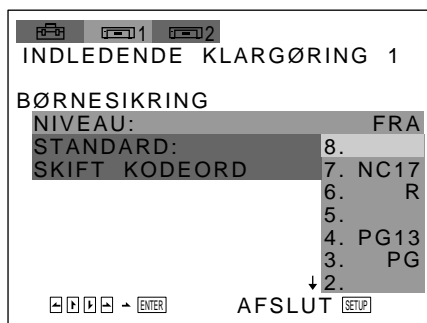 1 2
INDLEDENDE KLARGØRING 1
BØRNESIKRING
NIVEAU: FRA
STANDARD: 8.
SKIFT KODEORD 7. NC17
6. R
5.
4. PG13
3. PG
↓ 2.
ENTER AFSLUT SETUP